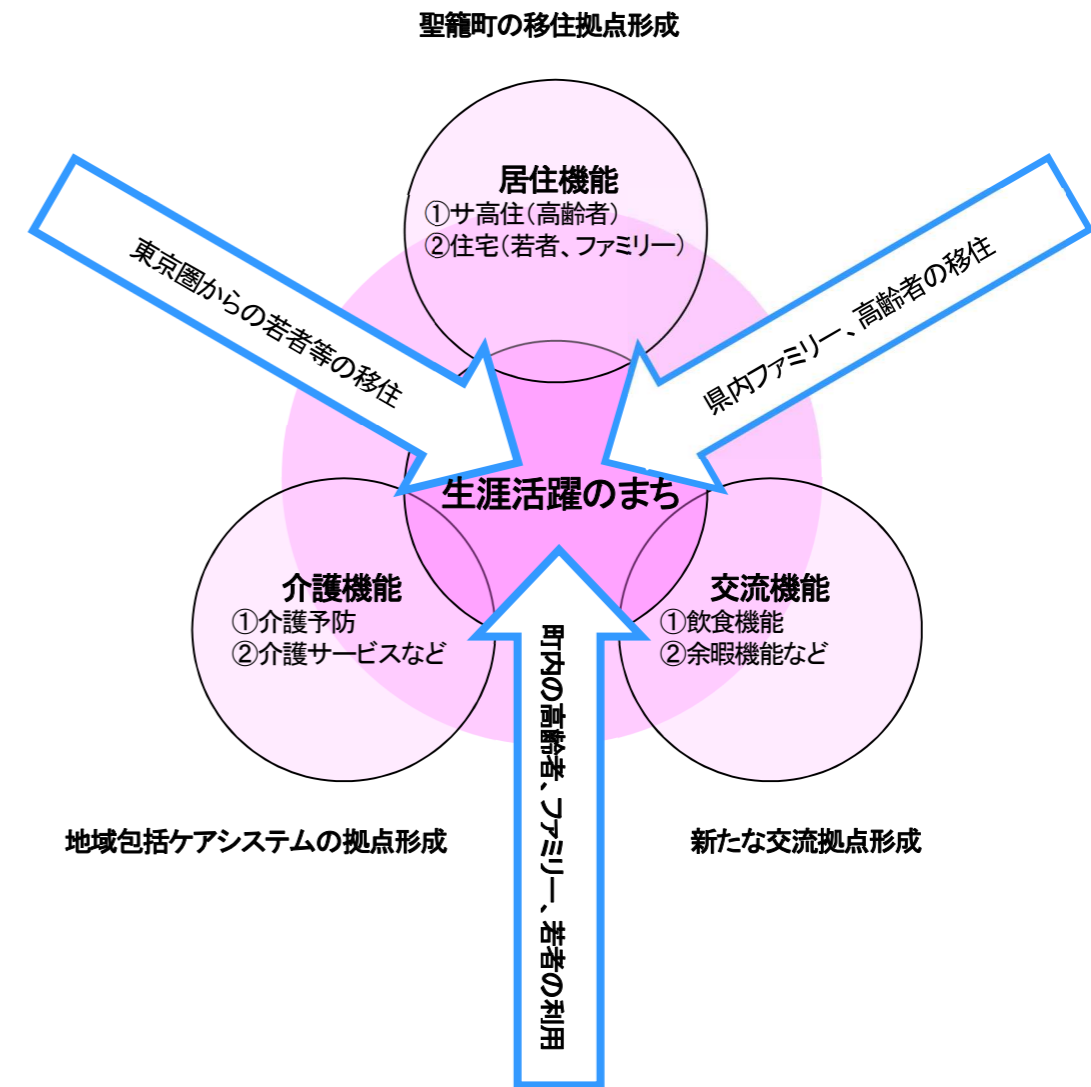 聖籠町の移住拠点形成
居住機能
①サ高住(高齢者)
②住宅(若者、ファミリー)
東京圏からの若者等の移住
県内ファミリー、高齢者の移住
生涯活躍のまち
介護機能
①介護予防
②介護サービスなど
交流機能
①飲食機能
②余暇機能など
町内の高齢者、ファミリー、若者の利用
地域包括ケアシステムの拠点形成
新たな交流拠点形成